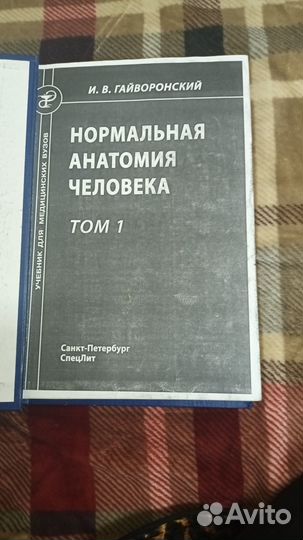 И. В. ГАЙВОРОНСКИЙ
НОРМАЛЬНАЯ
АНАТОМИЯ
ЧЕЛОВЕКА
ТОМ 1
УЧЕБНИК ДЛЯ МЕДИЦИНСКИХ ВУЗОВ
Санкт-Петербург
СпецЛит
Avito